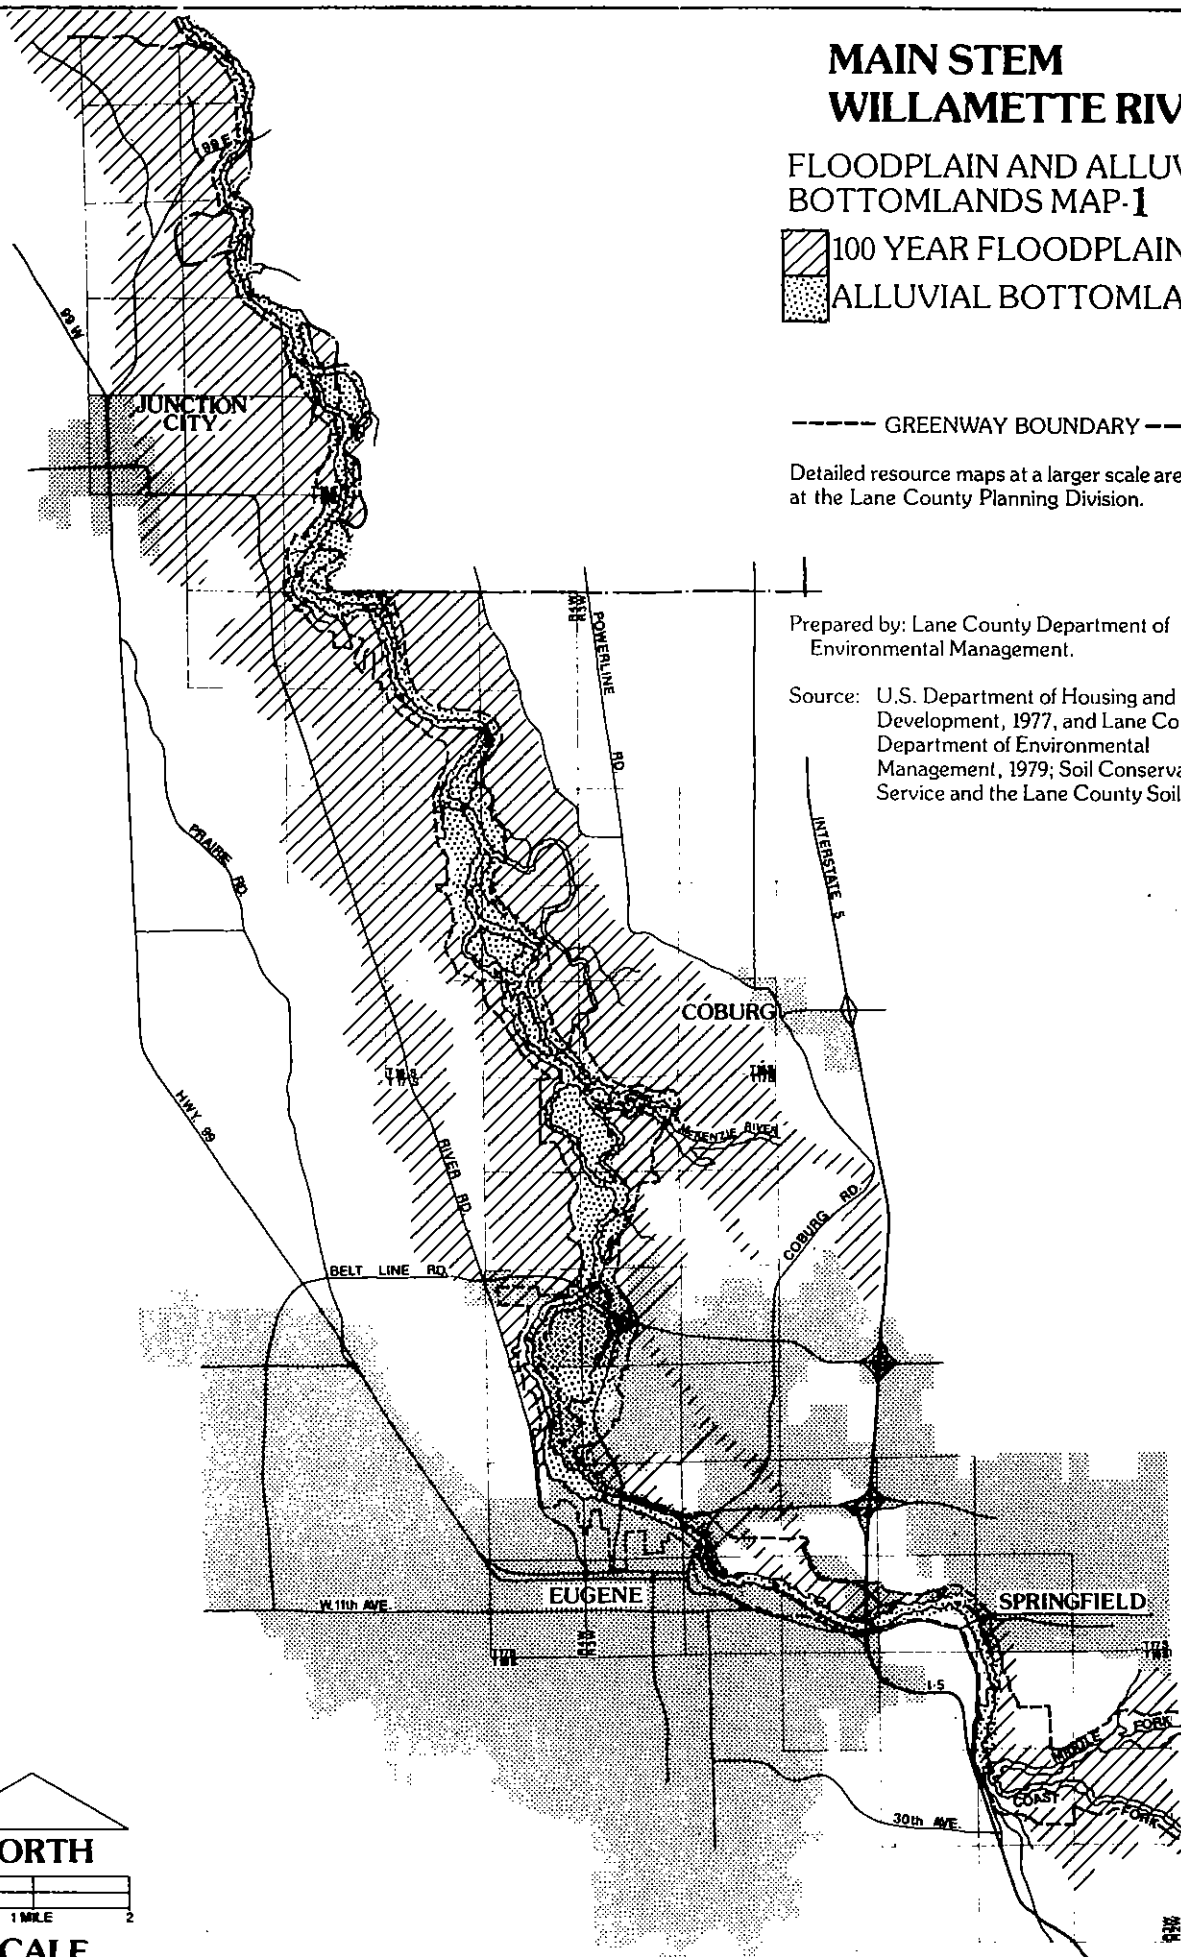 MAIN STEM
WILLAMETTE RIV
FLOODPLAIN AND ALLUV
BOTTOMLANDS MAP-1
100 YEAR FLOODPLAIN
ALLUVIAL BOTTOMLA
GREENWAY BOUNDARY
Detailed resource maps at a larger scale are
at the Lane County Planning Division.
Prepared by: Lane County Department of
Environmental Management.
Source: U.S. Department of Housing and
Development, 1977, and Lane Co
Department of Environmental
Management, 1979; Soil Conserva
Service and the Lane County Soil
99 E
99 W
JUNCTION
CITY
POWERLINE
RD.
PRAIRIE RD.
INTERSTATE 5
COBURG
T 16 S
T 17 S
HWY. 99
RIVER RD.
McKENZIE RIVER
COBURG RD.
BELT LINE RD.
EUGENE
W. 11th AVE.
SPRINGFIELD
T 17 S
T 18 S
I-5
MIDDLE FORK
COAST FORK
30th AVE.
ORTH
1 MILE 2
CALE